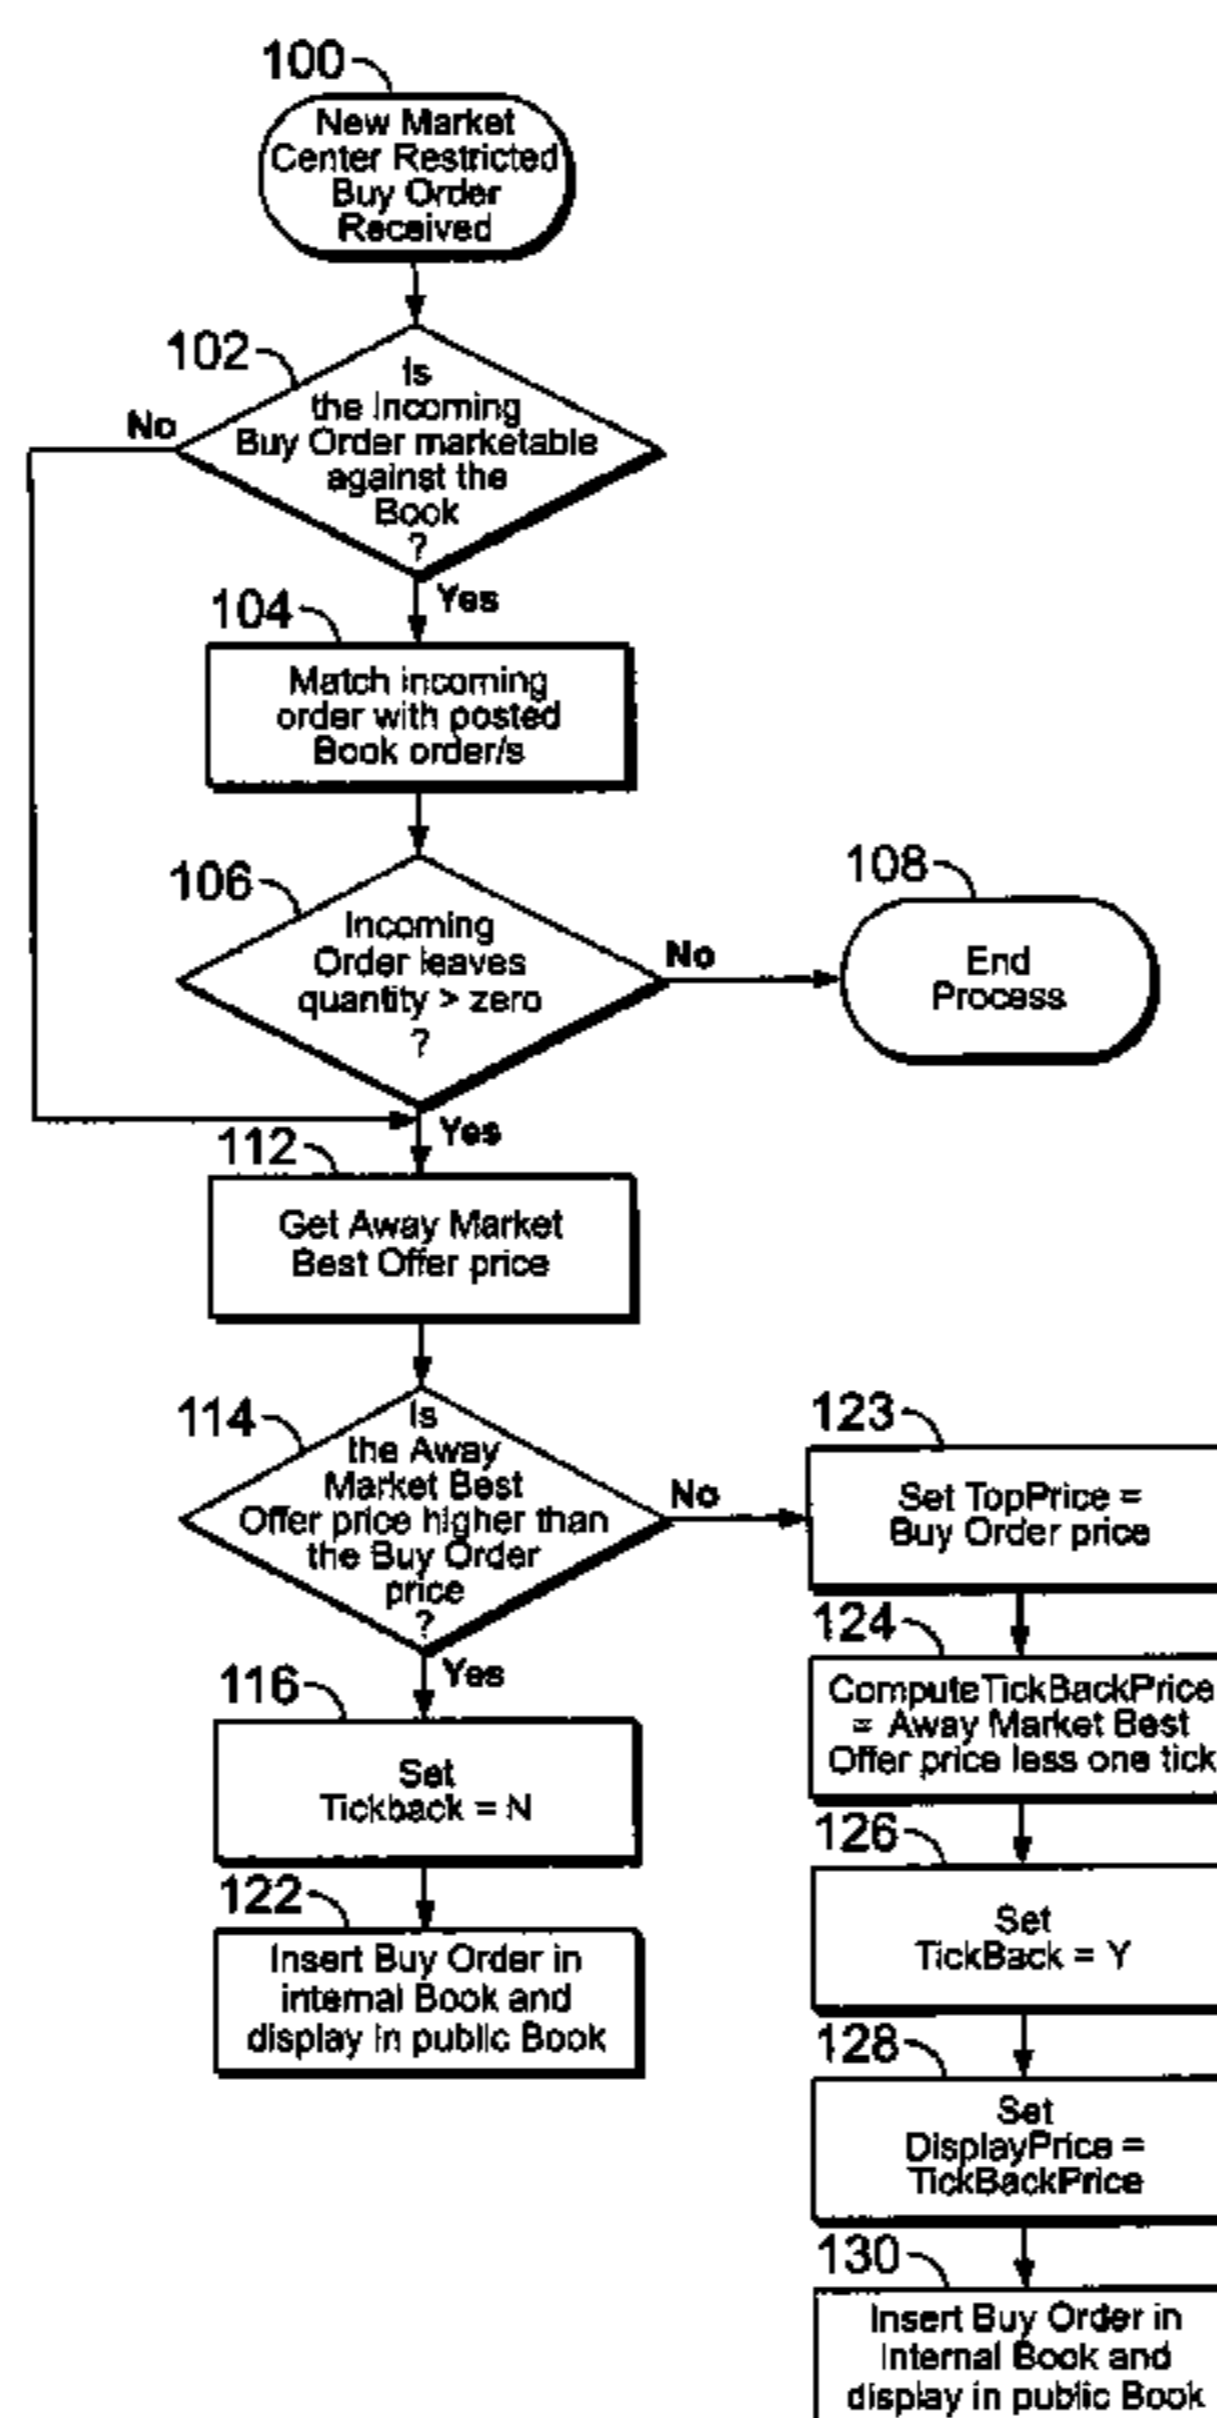 100
New Market
Center Restricted
Buy Order
Received
102
Is
the Incoming
Buy Order marketable
against the
Book
?
No
Yes
104
Match incoming
order with posted
Book order/s
106
Incoming
Order leaves
quantity > zero
?
No
108
End
Process
Yes
112
Get Away Market
Best Offer price
114
Is
the Away
Market Best
Offer price higher than
the Buy Order
price
?
No
Yes
116
Set
Tickback = N
122
Insert Buy Order in
internal Book and
display in public Book
123
Set TopPrice =
Buy Order price
124
ComputeTickBackPrice
= Away Market Best
Offer price less one tick
126
Set
TickBack = Y
128
Set
DisplayPrice =
TickBackPrice
130
Insert Buy Order in
Internal Book and
display in public Book